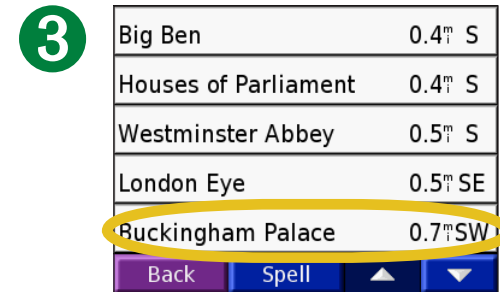 3
Big Ben 0.4mi S
Houses of Parliament 0.4mi S
Westminster Abbey 0.5mi S
London Eye 0.5mi SE
Buckingham Palace 0.7mi SW
Back Spell